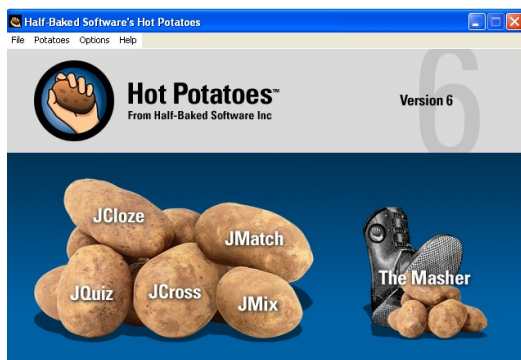 Half-Baked Software's Hot Potatoes
File Potatoes Options Help
Hot Potatoes™
From Half-Baked Software Inc
Version 6
6
JCloze
JMatch
JQuiz
JCross
JMix
The Masher